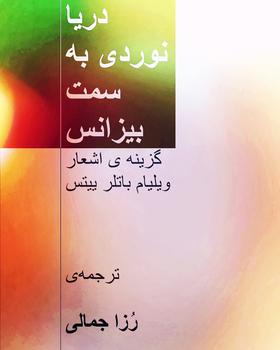 دریا
نوردی به
سمت
بیزانس
گزینه ی اشعار
ویلیام باتلر ییتس
ترجمه‌ی
رُزا جمالی